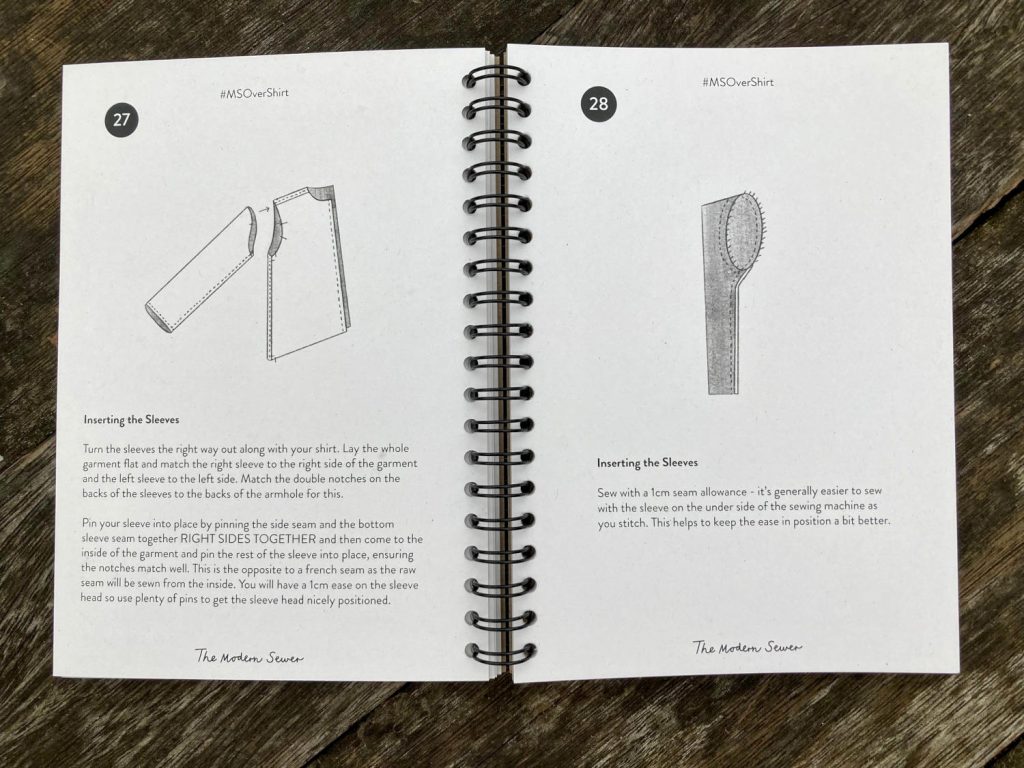 #MSOverShirt
27
Inserting the Sleeves
Turn the sleeves the right way out along with your shirt. Lay the whole
garment flat and match the right sleeve to the right side of the garment
and the left sleeve to the left side. Match the double notches on the
backs of the sleeves to the backs of the armhole for this.
Pin your sleeve into place by pinning the side seam and the bottom
sleeve seam together RIGHT SIDES TOGETHER and then come to the
inside of the garment and pin the rest of the sleeve into place, ensuring
the notches match well. This is the opposite to a french seam as the raw
seam will be sewn from the inside. You will have a 1cm ease on the sleeve
head so use plenty of pins to get the sleeve head nicely positioned.
The Modern Sewer
#MSOverShirt
28
Inserting the Sleeves
Sew with a 1cm seam allowance - it's generally easier to sew
with the sleeve on the under side of the sewing machine as
you stitch. This helps to keep the ease in position a bit better.
The Modern Sewer